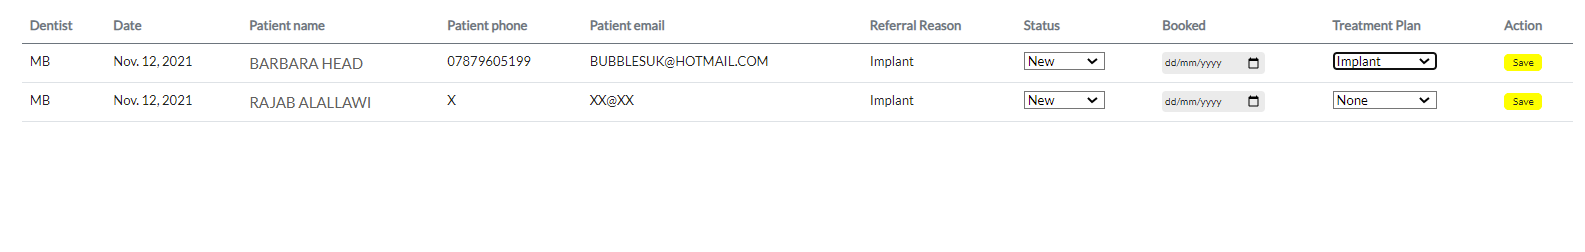 Dentist Date Patient name Patient phone Patient email Referral Reason Status Booked Treatment Plan Action
MB Nov. 12, 2021 BARBARA HEAD 07879605199 BUBBLESUK@HOTMAIL.COM Implant New dd/mm/yyyy Implant Save
MB Nov. 12, 2021 RAJAB ALALLAWI X XX@XX Implant New dd/mm/yyyy None Save